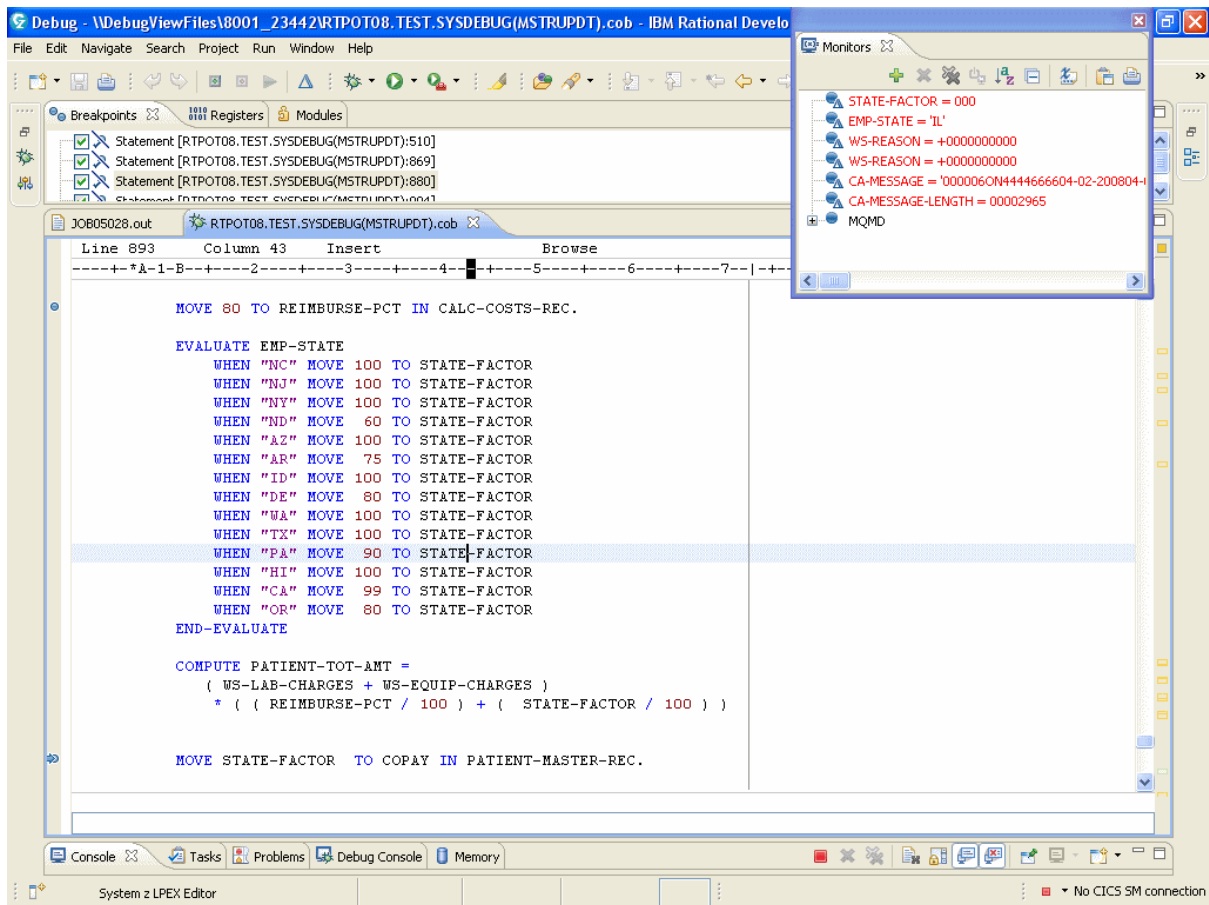 Debug - \\DebugViewFiles\8001_23442\RTPOT08.TEST.SYSDEBUG(MSTRUPDT).cob - IBM Rational Develo
File Edit Navigate Search Project Run Window Help
Monitors
STATE-FACTOR = 000
EMP-STATE = 'IL'
WS-REASON = +0000000000
WS-REASON = +0000000000
CA-MESSAGE = '000006ON4444666604-02-200804-
CA-MESSAGE-LENGTH = 00002965
MQMD
Breakpoints Registers Modules
Statement [RTPOT08.TEST.SYSDEBUG(MSTRUPDT):510]
Statement [RTPOT08.TEST.SYSDEBUG(MSTRUPDT):869]
Statement [RTPOT08.TEST.SYSDEBUG(MSTRUPDT):880]
JOB05028.out RTPOT08.TEST.SYSDEBUG(MSTRUPDT).cob
Line 893 Column 43 Insert Browse
----+-*A-1-B--+----2----+----3----+----4----+----5----+----6----+----7--|-+--
MOVE 80 TO REIMBURSE-PCT IN CALC-COSTS-REC.
EVALUATE EMP-STATE
WHEN "NC" MOVE 100 TO STATE-FACTOR
WHEN "NJ" MOVE 100 TO STATE-FACTOR
WHEN "NY" MOVE 100 TO STATE-FACTOR
WHEN "ND" MOVE 60 TO STATE-FACTOR
WHEN "AZ" MOVE 100 TO STATE-FACTOR
WHEN "AR" MOVE 75 TO STATE-FACTOR
WHEN "ID" MOVE 100 TO STATE-FACTOR
WHEN "DE" MOVE 80 TO STATE-FACTOR
WHEN "WA" MOVE 100 TO STATE-FACTOR
WHEN "TX" MOVE 100 TO STATE-FACTOR
WHEN "PA" MOVE 90 TO STATE-FACTOR
WHEN "HI" MOVE 100 TO STATE-FACTOR
WHEN "CA" MOVE 99 TO STATE-FACTOR
WHEN "OR" MOVE 80 TO STATE-FACTOR
END-EVALUATE
COMPUTE PATIENT-TOT-AMT =
( WS-LAB-CHARGES + WS-EQUIP-CHARGES )
* ( ( REIMBURSE-PCT / 100 ) + ( STATE-FACTOR / 100 ) )
MOVE STATE-FACTOR TO COPAY IN PATIENT-MASTER-REC.
Console Tasks Problems Debug Console Memory
System z LPEX Editor No CICS SM connection